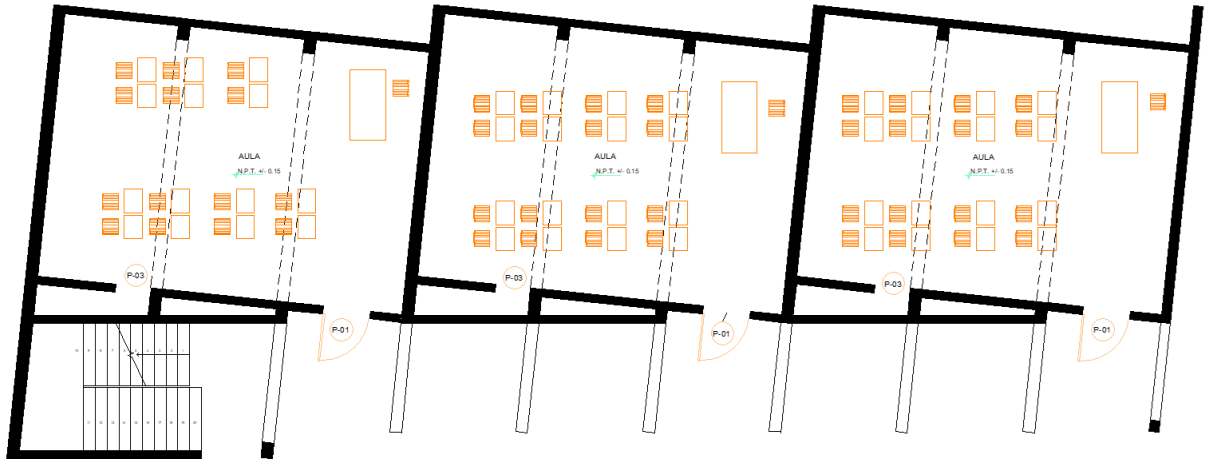 AULA
N.P.T. +/- 0.15
AULA
N.P.T. +/- 0.15
AULA
N.P.T. +/- 0.15
P-03
P-03
P-03
P-01
P-01
P-01